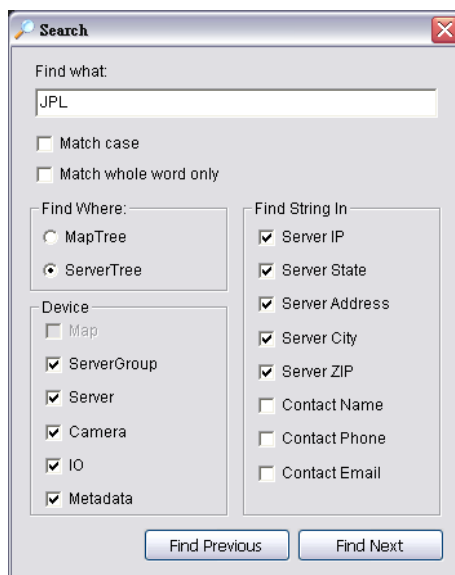 Search
Find what:
JPL
Match case
Match whole word only
Find Where:
MapTree
ServerTree
Device
Map
ServerGroup
Server
Camera
IO
Metadata
Find String In
Server IP
Server State
Server Address
Server City
Server ZIP
Contact Name
Contact Phone
Contact Email
Find Previous
Find Next